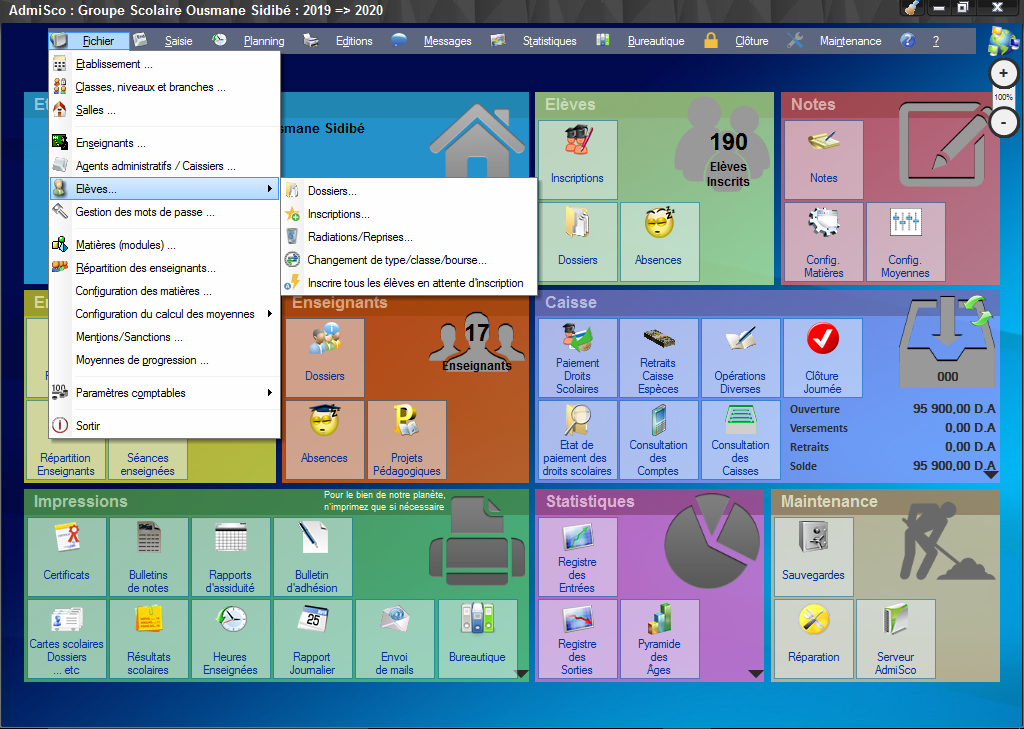 AdmiSco : Groupe Scolaire Ousmane Sidibé : 2019 => 2020
Fichier Saisie Planning Editions Messages Statistiques Bureautique Clôture Maintenance ?
Etablissement ...
Classes, niveaux et branches ...
Salles ...
Enseignants ...
Agents administratifs / Caissiers ...
Elèves...
Gestion des mots de passe ...
Matières (modules) ...
Répartition des enseignants...
Configuration des matières ...
Configuration du calcul des moyennes
Mentions/Sanctions ...
Moyennes de progression ...
Paramètres comptables
Sortir
Dossiers...
Inscriptions...
Radiations/Reprises...
Changement de type/classe/bourse...
Inscrire tous les élèves en attente d'inscription
smane Sidibé
Elèves
190
Elèves
Inscrits
Inscriptions
Dossiers
Absences
Notes
Notes
Config.
Matières
Config.
Moyennes
+
100%
-
Répartition
Enseignants
Séances
enseignées
Enseignants
17
Enseignants
Dossiers
Absences
Projets
Pédagogiques
Caisse
000
Paiement
Droits
Scolaires
Retraits
Caisse
Espèces
Opérations
Diverses
Clôture
Journée
Etat de
paiement des
droits scolaires
Consultation
des
Comptes
Consultation
des
Caisses
Ouverture 95 900,00 D.A
Versements 0,00 D.A
Retraits 0,00 D.A
Solde 95 900,00 D.A
Impressions
Pour le bien de notre planète,
n'imprimez que si nécessaire
Certificats
Bulletins
de notes
Rapports
d'assiduité
Bulletin
d'adhésion
Cartes scolaires
Dossiers
... etc
Résultats
scolaires
Heures
Enseignées
25
Rapport
Journalier
Envoi
de mails
Bureautique
Statistiques
Registre
des
Entrées
Registre
des
Sorties
Pyramide
des
Âges
Maintenance
Sauvegardes
Réparation
Serveur
AdmiSco